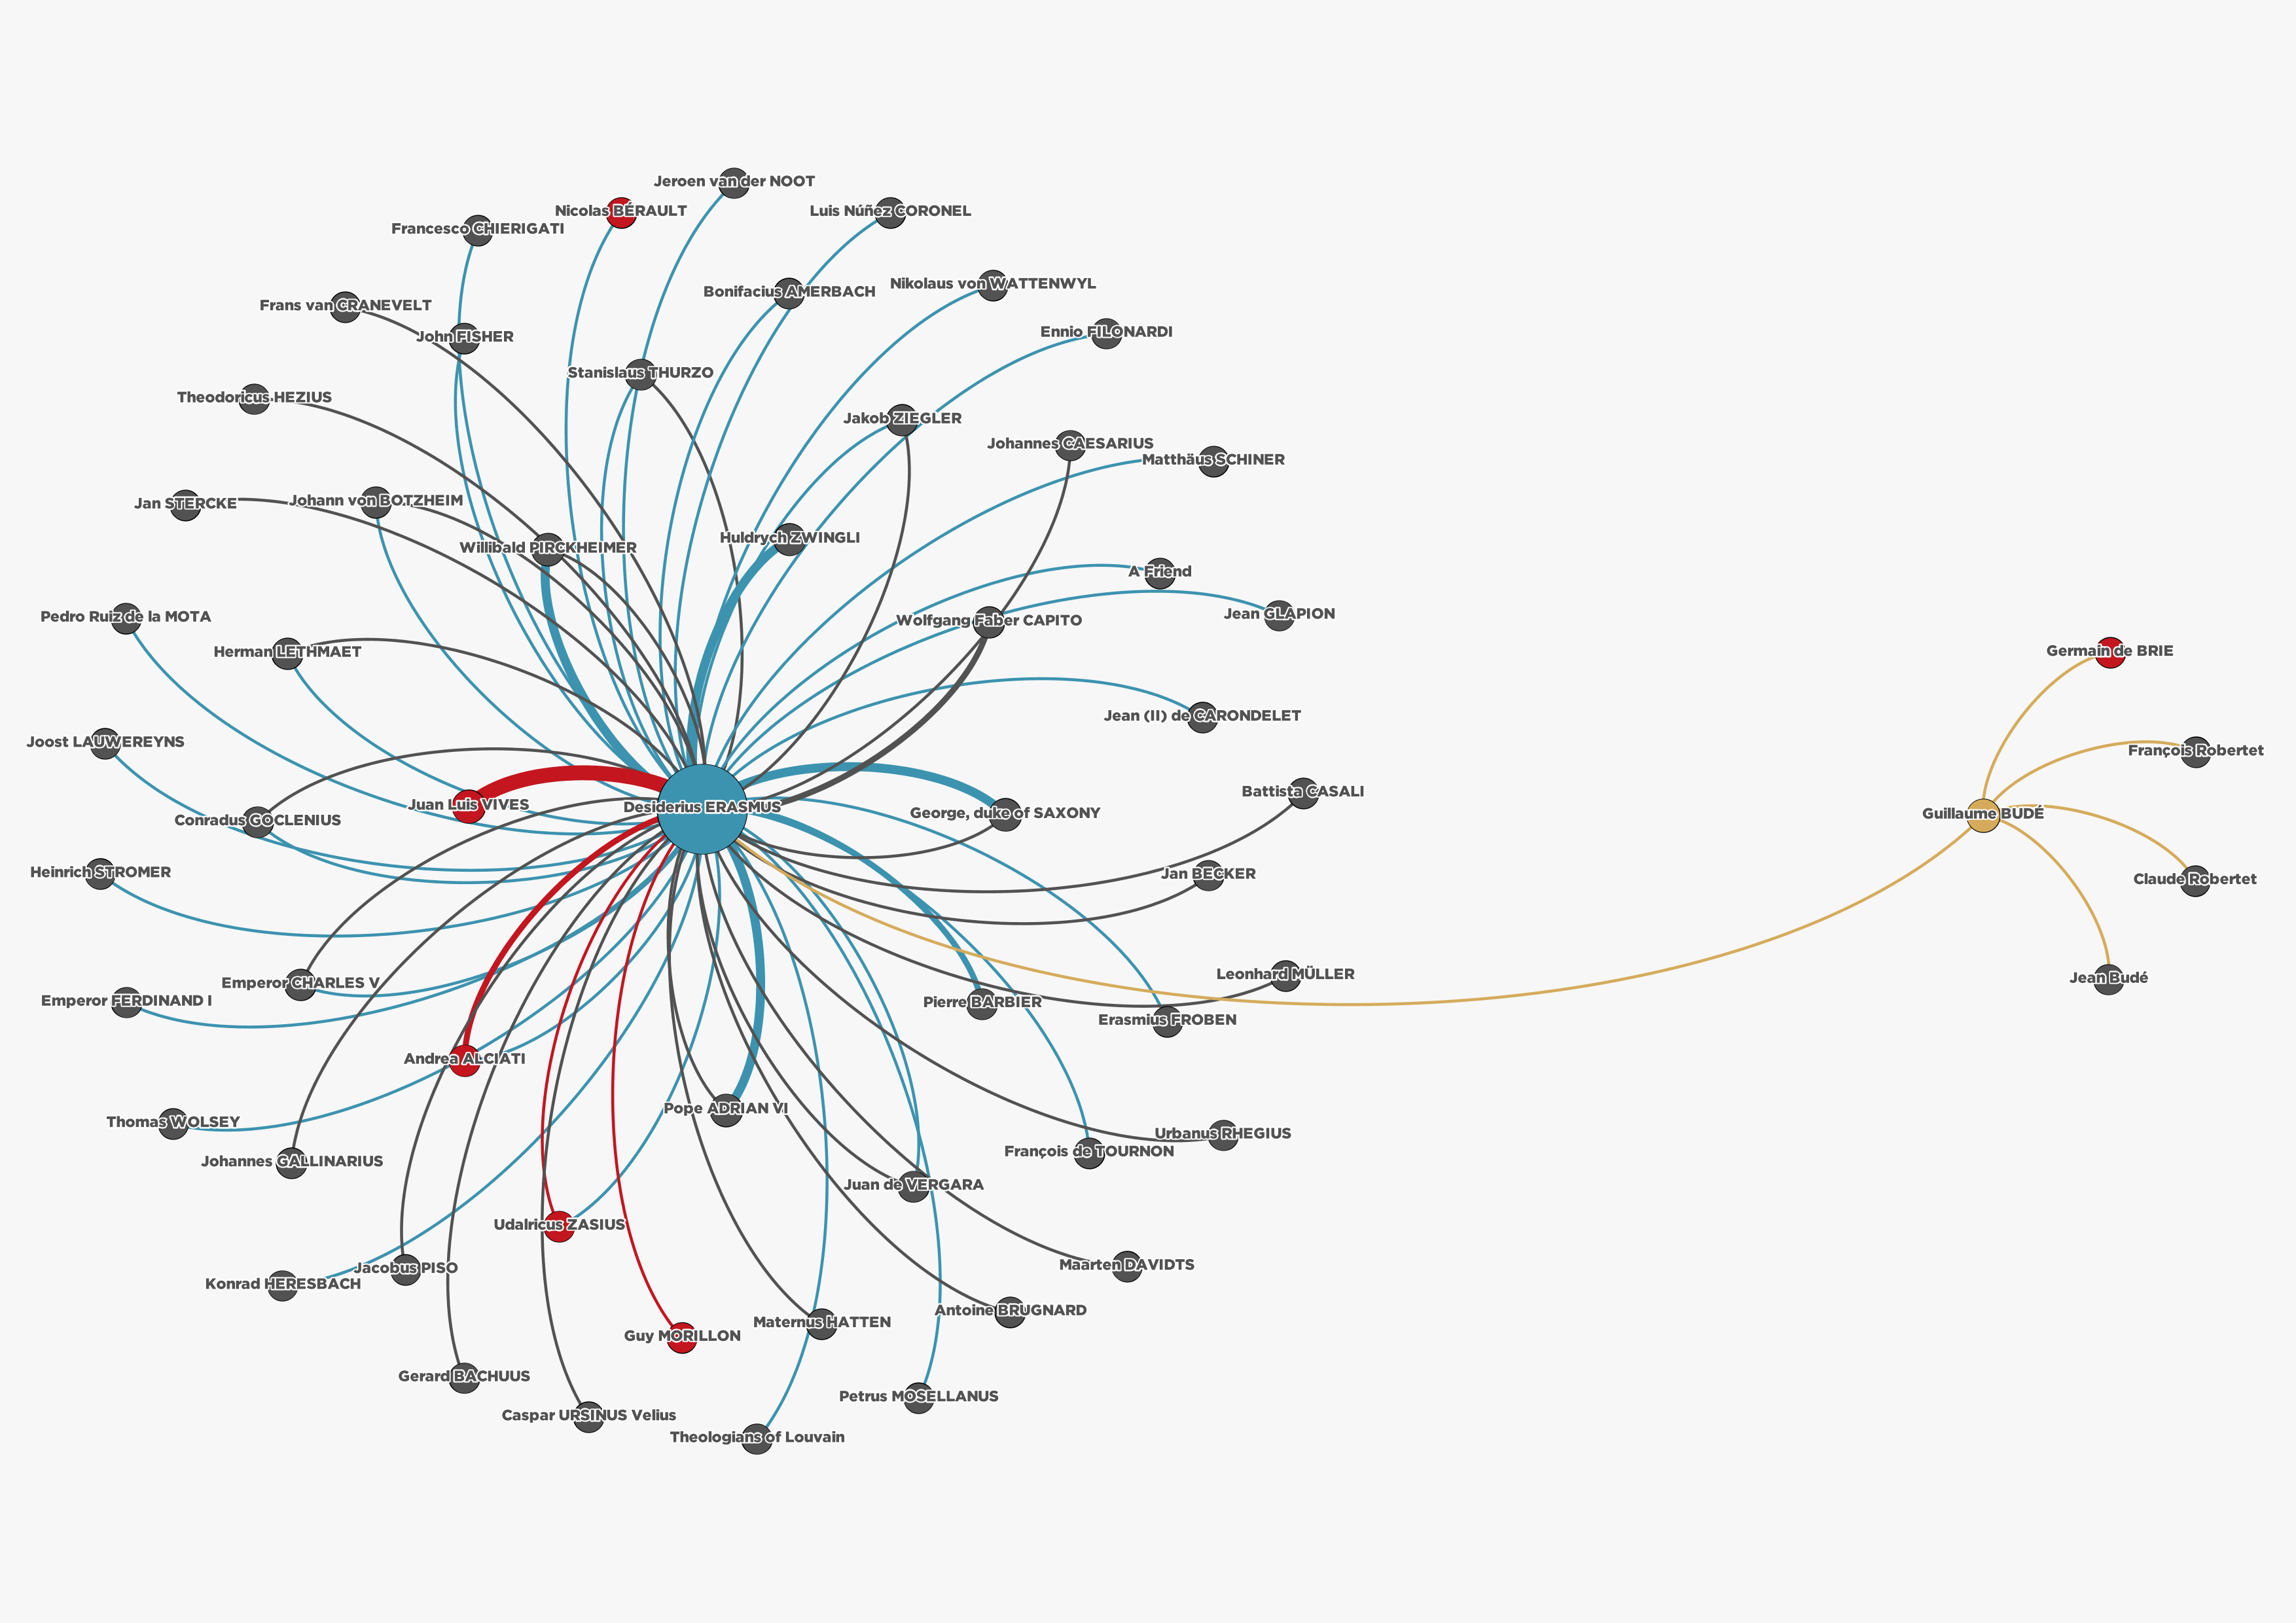 Jeroen van der NOOT
Nicolas BÉRAULT
Luis Núñez CORONEL
Francesco CHIERIGATI
Nikolaus von WATTENWYL
Bonifacius AMERBACH
Frans van CRANEVELT
Ennio FILONARDI
John FISHER
Stanislaus THURZO
Theodoricus HEZIUS
Jakob ZIEGLER
Johannes CAESARIUS
Matthäus SCHINER
Jan STERCKE
Johann von BOTZHEIM
Huldrych ZWINGLI
Willibald PIRCKHEIMER
A Friend
Jean GLAPION
Pedro Ruiz de la MOTA
Wolfgang Faber CAPITO
Herman LETHMAET
Germain de BRIE
Jean (II) de CARONDELET
Joost LAUWEREYNS
François Robertet
Battista CASALI
Juan Luis VIVES
Desiderius ERASMUS
George, duke of SAXONY
Guillaume BUDÉ
Conradus GOCLENIUS
Heinrich STROMER
Jan BECKER
Claude Robertet
Leonhard MÜLLER
Jean Budé
Emperor CHARLES V
Emperor FERDINAND I
Pierre BARBIER
Erasmius FROBEN
Andrea ALCIATI
Pope ADRIAN VI
Thomas WOLSEY
Urbanus RHEGIUS
François de TOURNON
Johannes GALLINARIUS
Juan de VERGARA
Udalricus ZASIUS
Maarten DAVIDTS
Jacobus PISO
Konrad HERESBACH
Antoine BRUGNARD
Maternus HATTEN
Guy MORILLON
Gerard BACHUUS
Petrus MOSELLANUS
Caspar URSINUS Velius
Theologians of Louvain